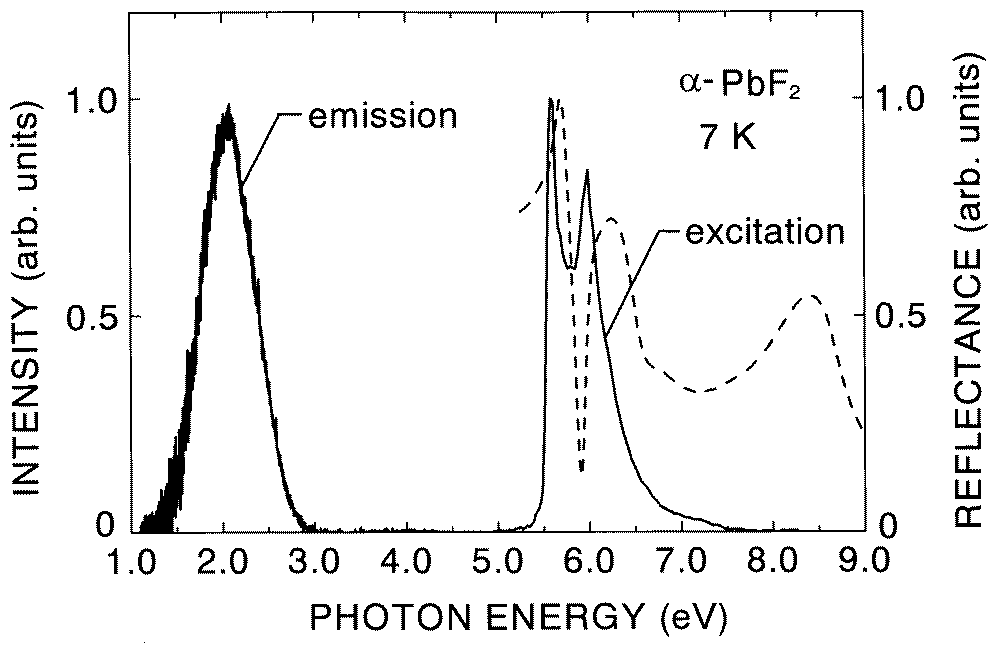 INTENSITY (arb. units)
1.0
0.5
0
emission
α-PbF₂
7 K
excitation
1.0
0.5
0
REFLECTANCE (arb. units)
1.0 2.0 3.0 4.0 5.0 6.0 7.0 8.0 9.0
PHOTON ENERGY (eV)